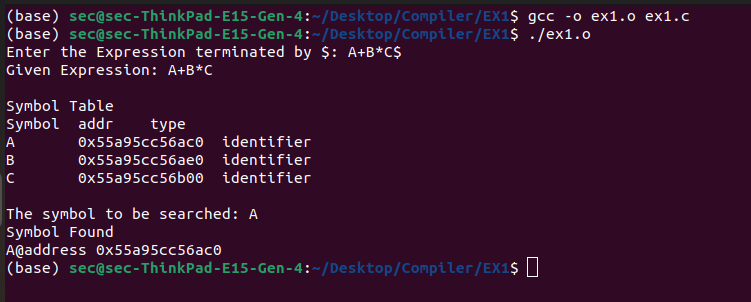 (base) sec@sec-ThinkPad-E15-Gen-4:~/Desktop/Compiler/EX1$ gcc -o ex1.o ex1.c
(base) sec@sec-ThinkPad-E15-Gen-4:~/Desktop/Compiler/EX1$ ./ex1.o
Enter the Expression terminated by $: A+B*C$
Given Expression: A+B*C
Symbol Table
Symbol  addr    type
A       0x55a95cc56ac0  identifier
B       0x55a95cc56ae0  identifier
C       0x55a95cc56b00  identifier
The symbol to be searched: A
Symbol Found
A@address 0x55a95cc56ac0
(base) sec@sec-ThinkPad-E15-Gen-4:~/Desktop/Compiler/EX1$